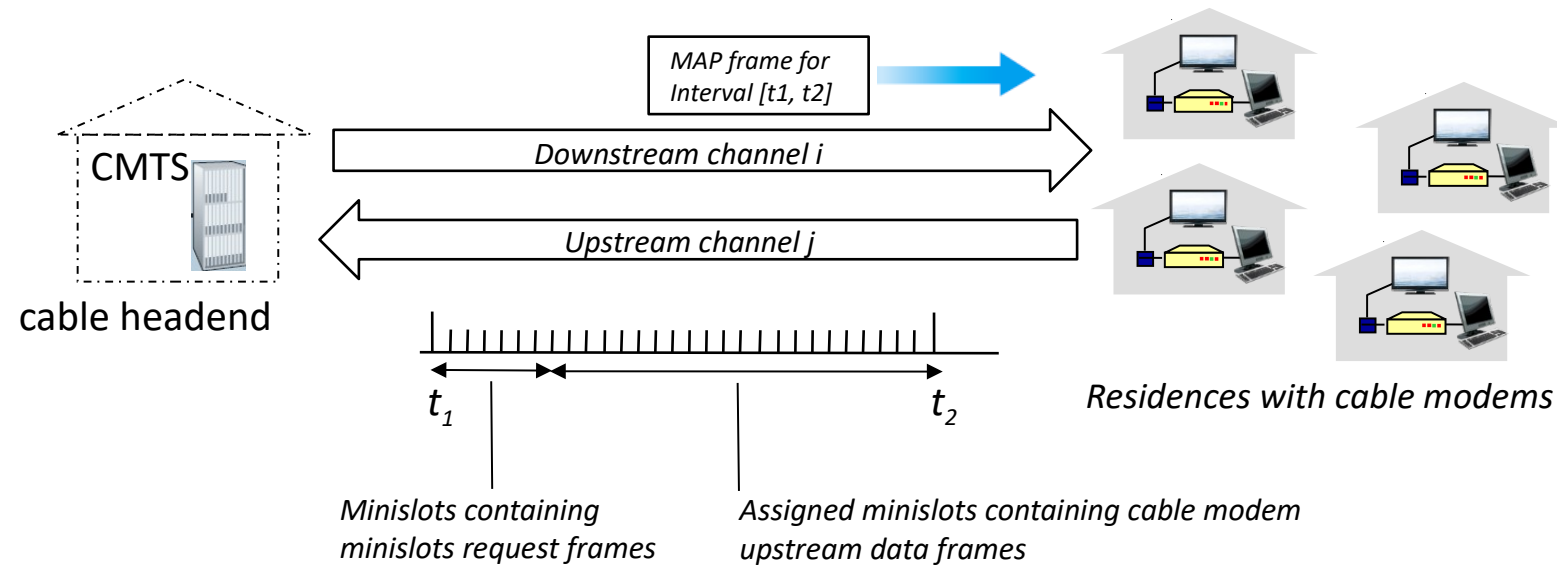 MAP frame for
Interval [t1, t2]
CMTS
Downstream channel i
Upstream channel j
cable headend
t1
t2
Residences with cable modems
Minislots containing
minislots request frames
Assigned minislots containing cable modem
upstream data frames